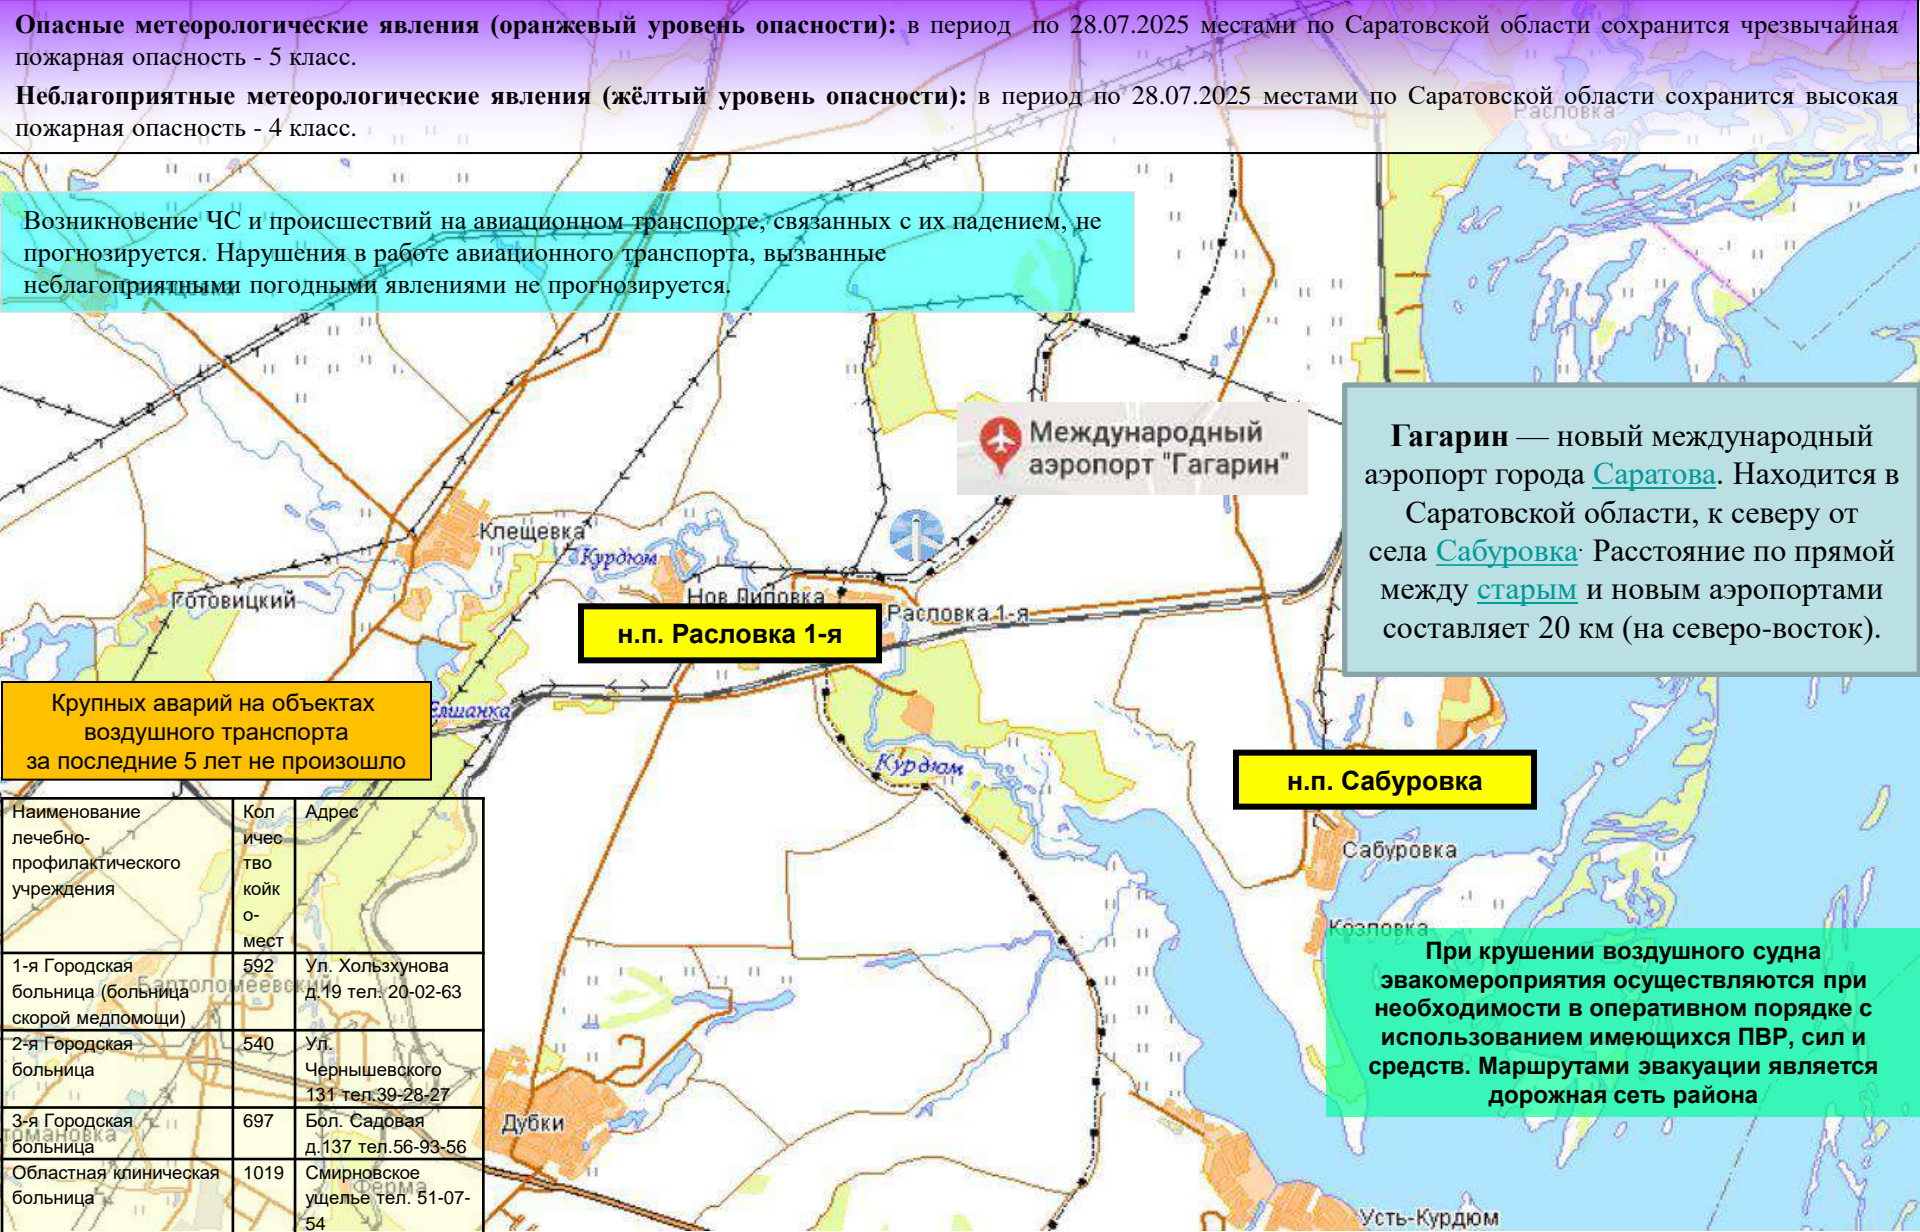 Опасные метеорологические явления (оранжевый уровень опасности): в период по 28.07.2025 местами по Саратовской области сохранится чрезвычайная
пожарная опасность - 5 класс.
Неблагоприятные метеорологические явления (жёлтый уровень опасности): в период по 28.07.2025 местами по Саратовской области сохранится высокая
пожарная опасность - 4 класс.
Расловка
Возникновение ЧС и происшествий на авиационном транспорте, связанных с их падением, не
прогнозируется. Нарушения в работе авиационного транспорта, вызванные
неблагоприятными погодными явлениями не прогнозируется.
Международный
аэропорт "Гагарин"
Гагарин — новый международный
аэропорт города Саратова. Находится в
Саратовской области, к северу от
села Сабуровка. Расстояние по прямой
между старым и новым аэропортами
составляет 20 км (на северо-восток).
Клещевка
Курдюм
Готовицкий
Нов.Липовка
Расловка 1-я
н.п. Расловка 1-я
Елшанка
Крупных аварий на объектах
воздушного транспорта
за последние 5 лет не произошло
Курдюм
н.п. Сабуровка
Сабуровка
Козловка
Наименование
лечебно-
профилактического
учреждения
Кол
ичес
тво
койк
о-
мест
Адрес
1-я Городская
больница (больница
скорой медпомощи)
592
Ул. Хользхунова
д.19 тел. 20-02-63
Бартоломеевский
2-я Городская
больница
540
Ул.
Чернышевского
131 тел.39-28-27
3-я Городская
больница
697
Бол. Садовая
д.137 тел.56-93-56
Областная клиническая
больница
1019
Смирновское
ущелье тел. 51-07-
54
Ферма
Дубки
При крушении воздушного судна
эвакомероприятия осуществляются при
необходимости в оперативном порядке с
использованием имеющихся ПВР, сил и
средств. Маршрутами эвакуации является
дорожная сеть района
Усть-Курдюм